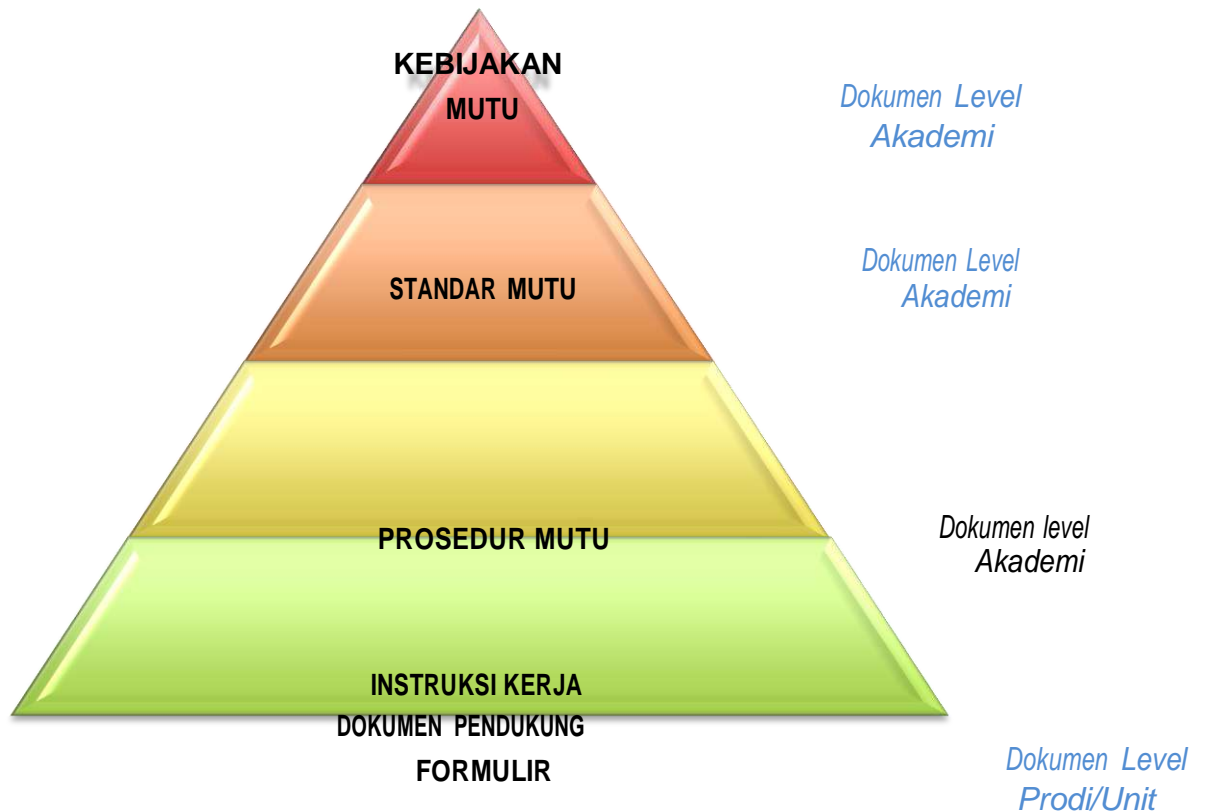 KEBIJAKAN
MUTU
Dokumen Level
Akademi
STANDAR MUTU
Dokumen Level
Akademi
PROSEDUR MUTU
Dokumen level
Akademi
INSTRUKSI KERJA
DOKUMEN PENDUKUNG
FORMULIR
Dokumen Level
Prodi/Unit